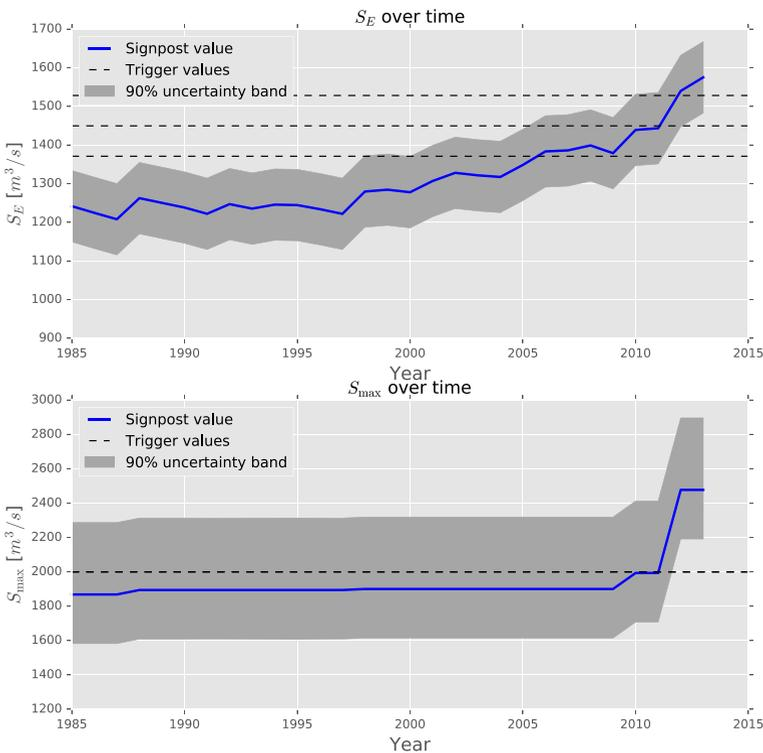 S_E over time
1700
1600
1500
1400
1300
1200
1100
1000
900
S_E [m^3/s]
Signpost value
Trigger values
90% uncertainty band
1985 1990 1995 2000 2005 2010 2015
Year
S_max over time
3000
2800
2600
2400
2200
2000
1800
1600
1400
1200
S_max [m^3/s]
Signpost value
Trigger values
90% uncertainty band
1985 1990 1995 2000 2005 2010 2015
Year